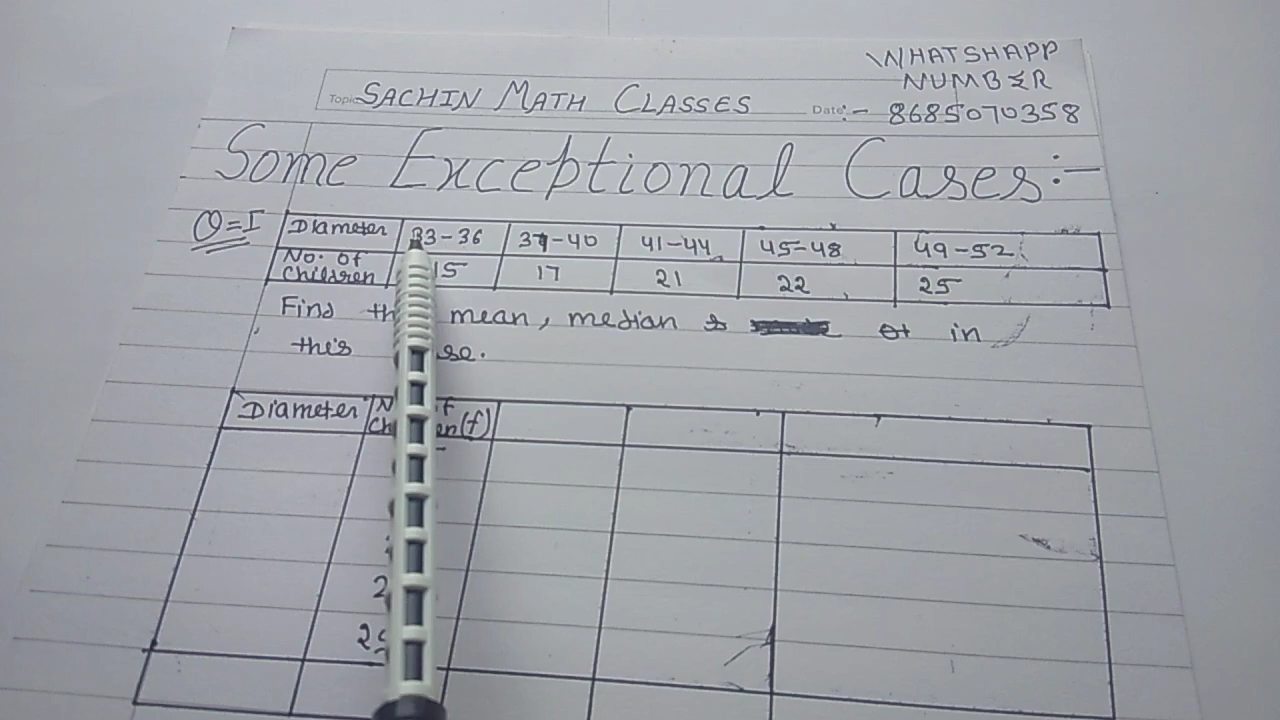 WHATSHAPP
NUMBER
Topic SACHIN MATH CLASSES Date:- 8685070358
Some Exceptional Cases:-
Q=I Diameter 33-36 37-40 41-44 45-48 49-52
No. of Children 15 17 21 22 25
Find mean, median & of in
this
Diameter